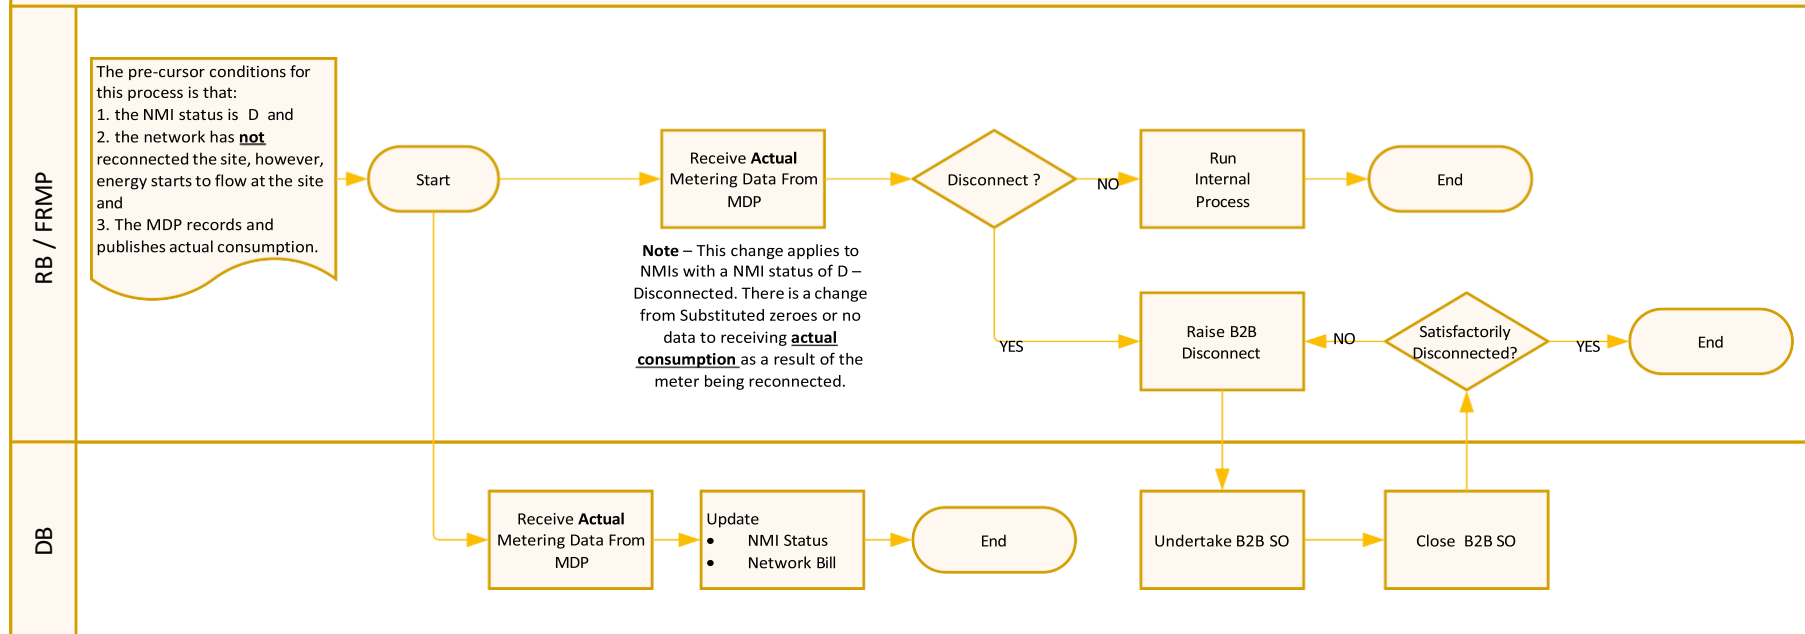 RB / FRMP
The pre-cursor conditions for
this process is that:
1. the NMI status is D and
2. the network has not
reconnected the site, however,
energy starts to flow at the site
and
3. The MDP records and
publishes actual consumption.
Start
Receive Actual
Metering Data From
MDP
Note – This change applies to
NMIs with a NMI status of D –
Disconnected. There is a change
from Substituted zeroes or no
data to receiving actual
consumption as a result of the
meter being reconnected.
Disconnect ?
NO
Run
Internal
Process
End
YES
Raise B2B
Disconnect
NO
Satisfactorily
Disconnected?
YES
End
DB
Receive Actual
Metering Data From
MDP
Update
• NMI Status
• Network Bill
End
Undertake B2B SO
Close B2B SO